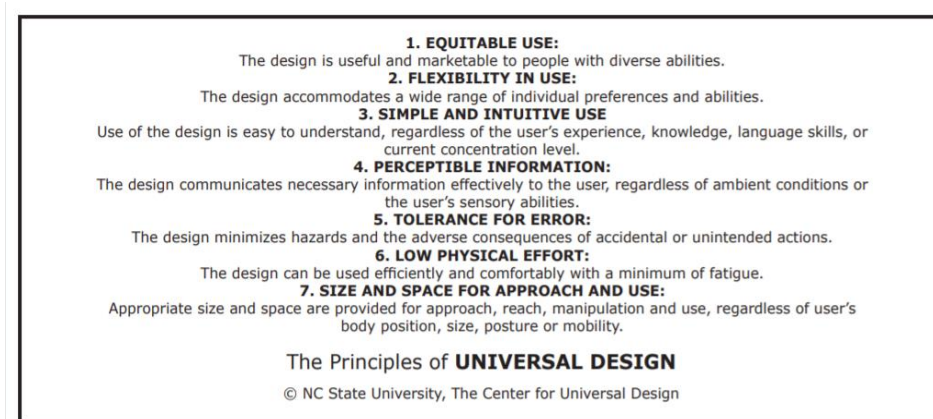 1. EQUITABLE USE:
The design is useful and marketable to people with diverse abilities.
2. FLEXIBILITY IN USE:
The design accommodates a wide range of individual preferences and abilities.
3. SIMPLE AND INTUITIVE USE
Use of the design is easy to understand, regardless of the user’s experience, knowledge, language skills, or
current concentration level.
4. PERCEPTIBLE INFORMATION:
The design communicates necessary information effectively to the user, regardless of ambient conditions or
the user’s sensory abilities.
5. TOLERANCE FOR ERROR:
The design minimizes hazards and the adverse consequences of accidental or unintended actions.
6. LOW PHYSICAL EFFORT:
The design can be used efficiently and comfortably with a minimum of fatigue.
7. SIZE AND SPACE FOR APPROACH AND USE:
Appropriate size and space are provided for approach, reach, manipulation and use, regardless of user’s
body position, size, posture or mobility.
The Principles of UNIVERSAL DESIGN
© NC State University, The Center for Universal Design